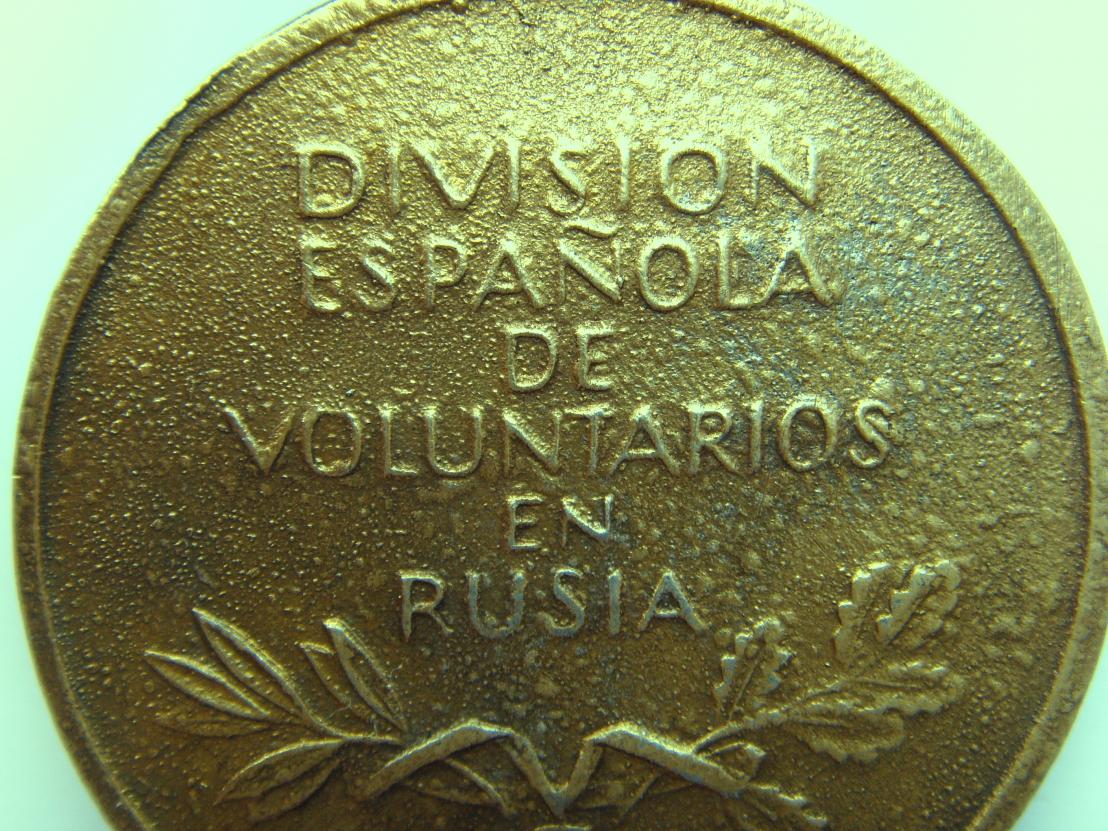 DIVISION
ESPAÑOLA
DE
VOLUNTARIOS
EN
RUSIA